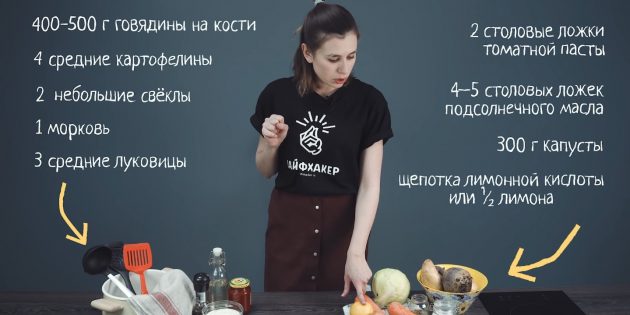 400–500 г говядины на кости
4 средние картофелины
2 небольшие свёклы
1 морковь
3 средние луковицы
ЛАЙФХАКЕР
2 столовые ложки
томатной пасты
4–5 столовых ложек
подсолнечного масла
300 г капусты
щепотка лимонной кислоты
или ½ лимона